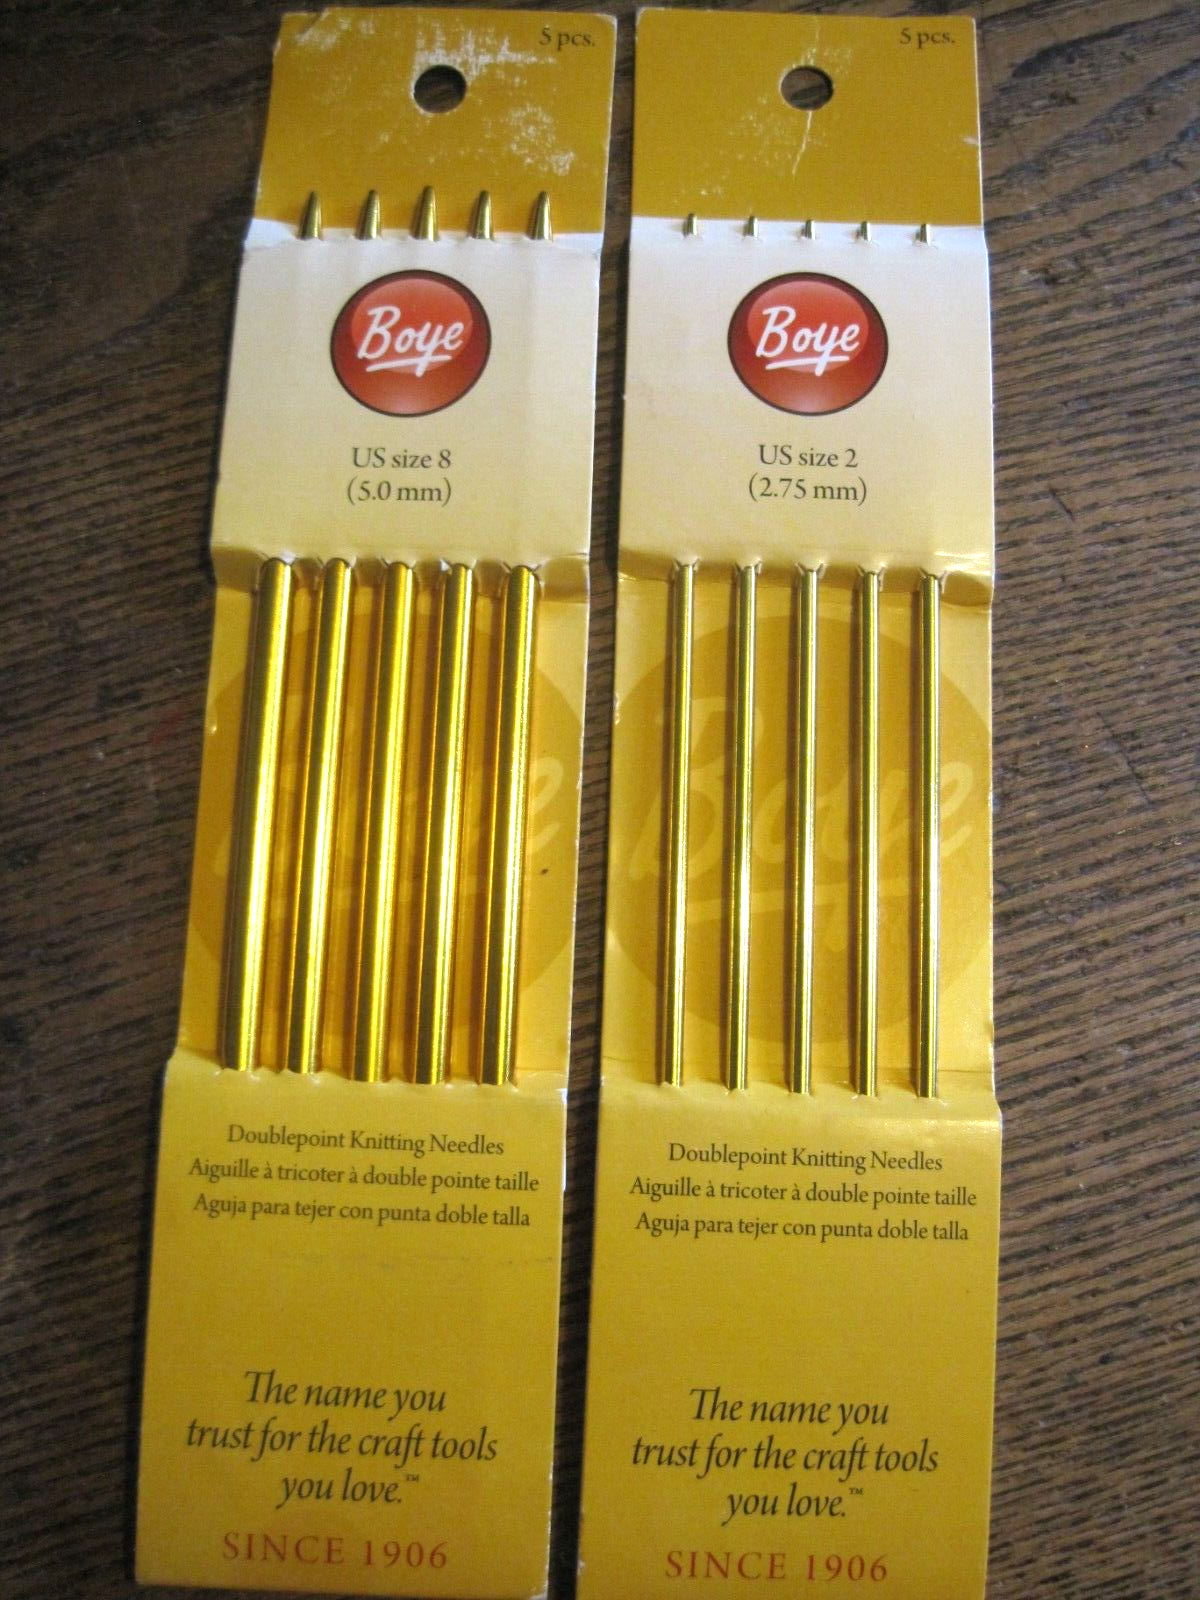 5 pcs.
Boye
US size 8
(5.0 mm)
Boye
Doublepoint Knitting Needles
Aiguille à tricoter à double pointe taille
Aguja para tejer con punta doble talla
The name you
trust for the craft tools
you love.™
SINCE 1906
5 pcs.
Boye
US size 2
(2.75 mm)
Boye
Doublepoint Knitting Needles
Aiguille à tricoter à double pointe taille
Aguja para tejer con punta doble talla
The name you
trust for the craft tools
you love.™
SINCE 1906